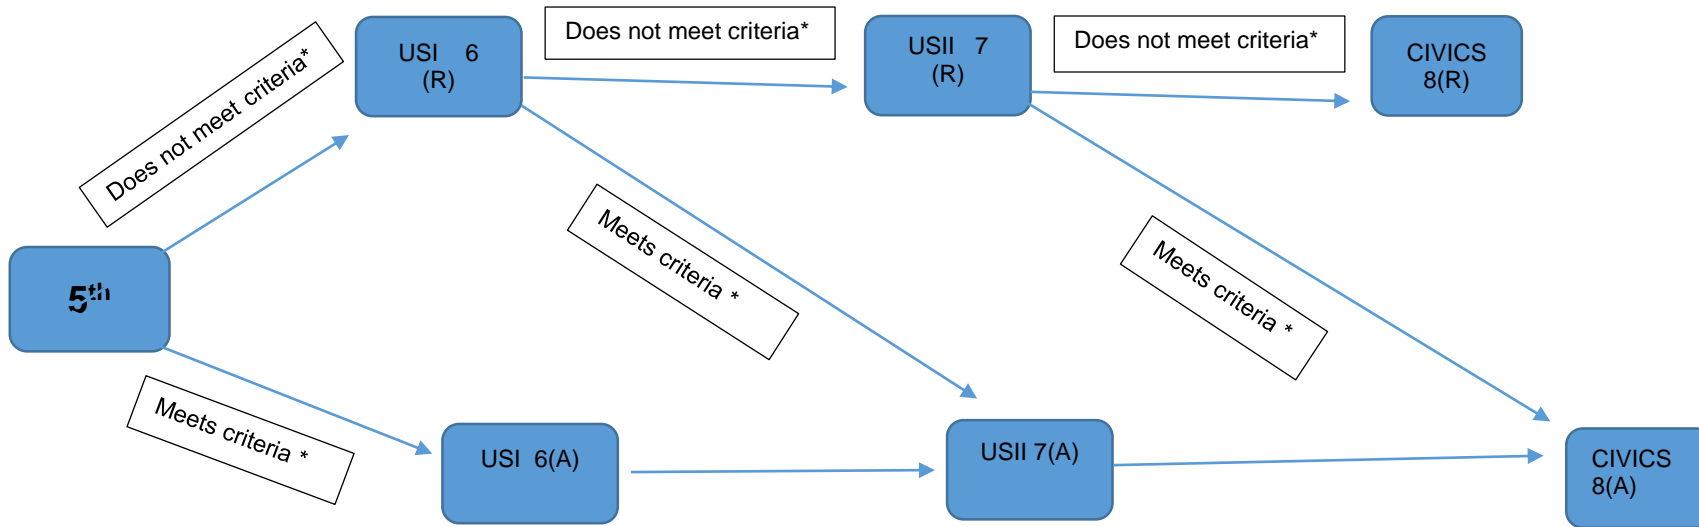 Does not meet criteria*
USI 6
(R)
Does not meet criteria*
USII 7
(R)
Does not meet criteria*
CIVICS
8(R)
5th
Meets criteria *
Meets criteria *
Meets criteria *
USI 6(A)
USII 7(A)
CIVICS
8(A)